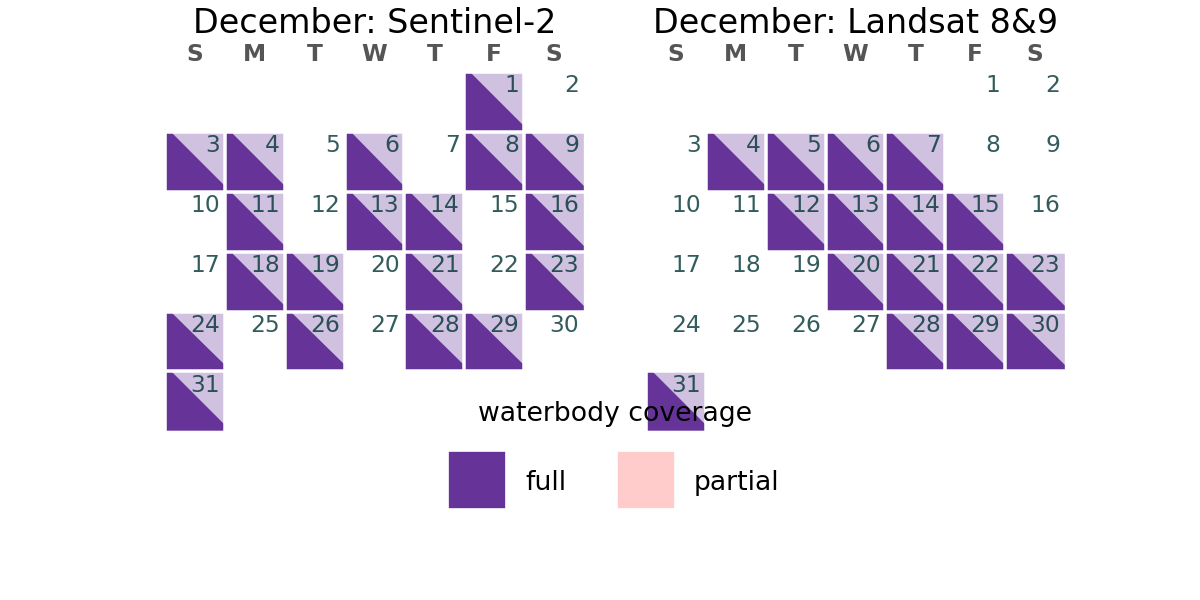 December: Sentinel-2
S M T W T F S
1 2
3 4 5 6 7 8 9
10 11 12 13 14 15 16
17 18 19 20 21 22 23
24 25 26 27 28 29 30
31
December: Landsat 8&9
S M T W T F S
1 2
3 4 5 6 7 8 9
10 11 12 13 14 15 16
17 18 19 20 21 22 23
24 25 26 27 28 29 30
31
waterbody coverage
full partial